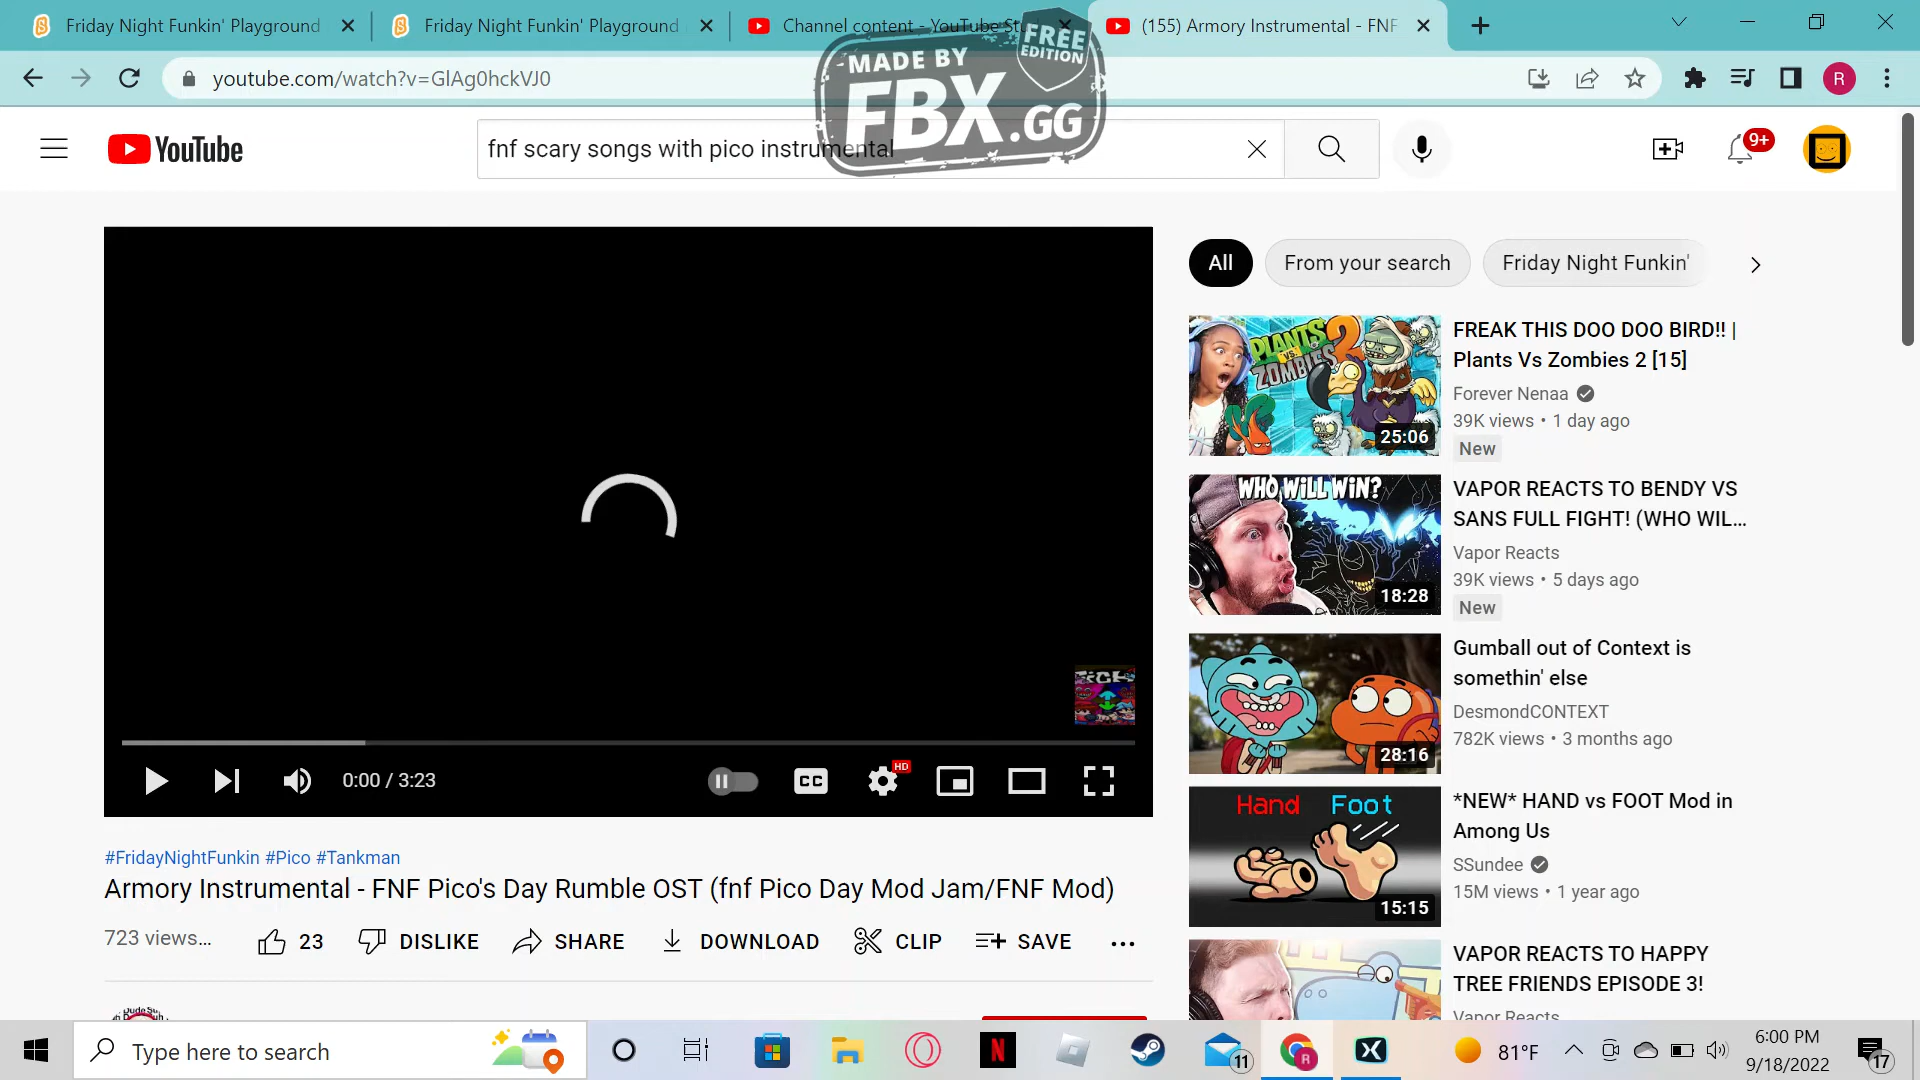 Friday Night Funkin' Playground
Friday Night Funkin' Playground
Channel content - YouTube Stu
(155) Armory Instrumental - FNF
MADE BY
FBX.GG
FREE
EDITION
youtube.com/watch?v=GlAg0hckVJ0
R
YouTube
fnf scary songs with pico instrumental
9+
All
From your search
Friday Night Funkin'
PLANTS
VS.
ZOMBIES
2
25:06
FREAK THIS DOO DOO BIRD!! |
Plants Vs Zombies 2 [15]
Forever Nenaa
39K views • 1 day ago
New
WHO WILL WIN?
18:28
VAPOR REACTS TO BENDY VS
SANS FULL FIGHT! (WHO WIL...
Vapor Reacts
39K views • 5 days ago
New
28:16
Gumball out of Context is
somethin' else
DesmondCONTEXT
782K views • 3 months ago
Hand Foot
15:15
*NEW* HAND vs FOOT Mod in
Among Us
SSundee
15M views • 1 year ago
VAPOR REACTS TO HAPPY
TREE FRIENDS EPISODE 3!
Vapor Reacts
0:00 / 3:23
CC
HD
#FridayNightFunkin #Pico #Tankman
Armory Instrumental - FNF Pico's Day Rumble OST (fnf Pico Day Mod Jam/FNF Mod)
723 views...
23
DISLIKE
SHARE
DOWNLOAD
CLIP
SAVE
Type here to search
N
11
R
81°F
6:00 PM
9/18/2022
17